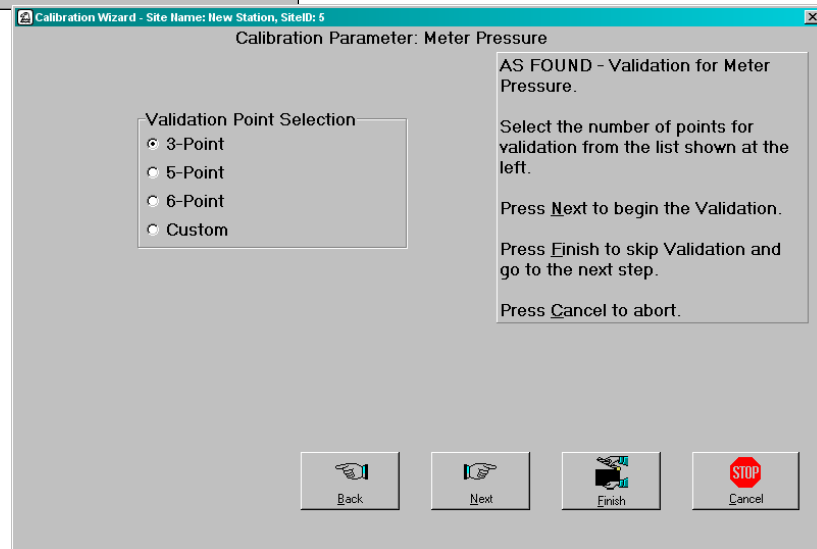 Calibration Wizard - Site Name: New Station, SiteID: 5
Calibration Parameter: Meter Pressure
Validation Point Selection
3-Point
5-Point
6-Point
Custom
AS FOUND - Validation for Meter
Pressure.
Select the number of points for
validation from the list shown at the
left.
Press Next to begin the Validation.
Press Finish to skip Validation and
go to the next step.
Press Cancel to abort.
Back
Next
Finish
STOP
Cancel